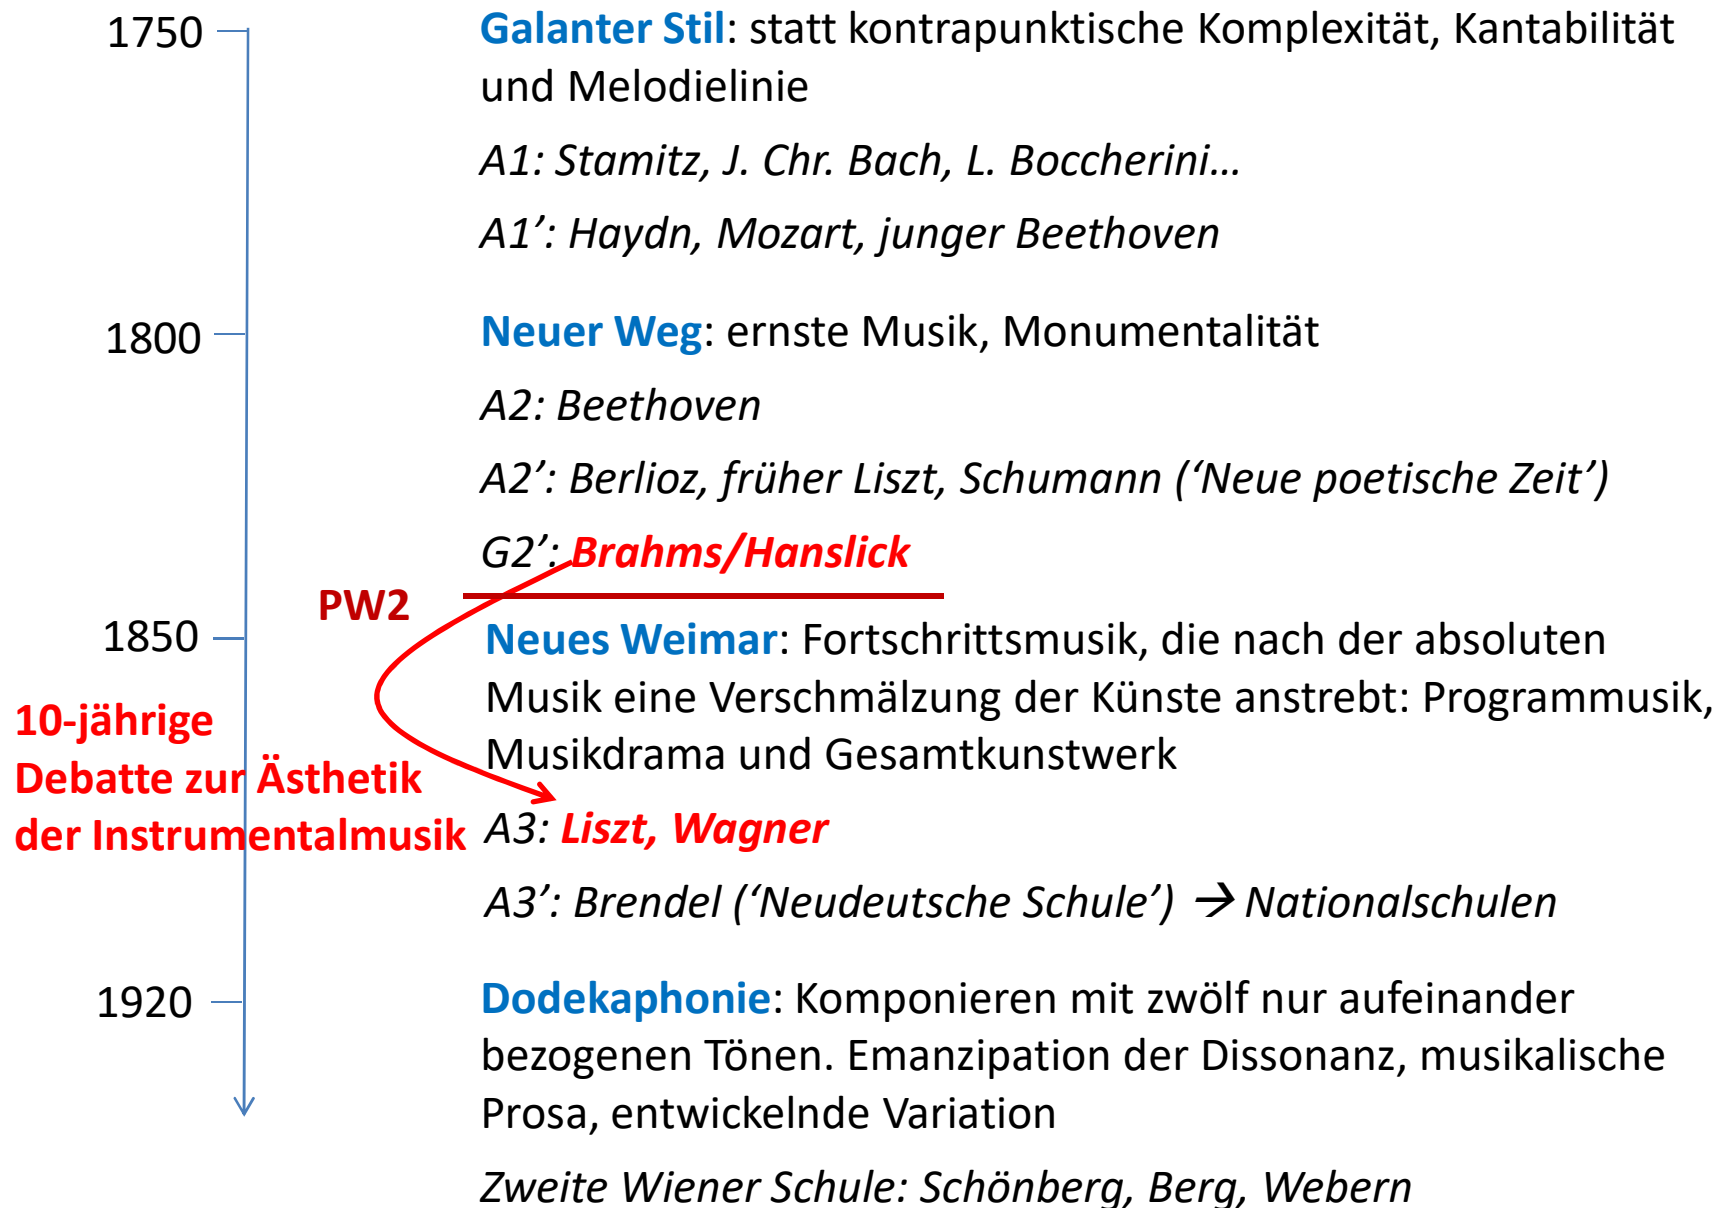 1750
Galanter Stil: statt kontrapunktische Komplexität, Kantabilität
und Melodielinie
A1: Stamitz, J. Chr. Bach, L. Boccherini…
A1’: Haydn, Mozart, junger Beethoven
1800
Neuer Weg: ernste Musik, Monumentalität
A2: Beethoven
A2’: Berlioz, früher Liszt, Schumann (‘Neue poetische Zeit’)
G2’: Brahms/Hanslick
PW2
1850
Neues Weimar: Fortschrittsmusik, die nach der absoluten
Musik eine Verschmälzung der Künste anstrebt: Programmusik,
Musikdrama und Gesamtkunstwerk
10-jährige
Debatte zur Ästhetik
der Instrumentalmusik
A3: Liszt, Wagner
A3’: Brendel (‘Neudeutsche Schule’) → Nationalschulen
1920
Dodekaphonie: Komponieren mit zwölf nur aufeinander
bezogenen Tönen. Emanzipation der Dissonanz, musikalische
Prosa, entwickelnde Variation
Zweite Wiener Schule: Schönberg, Berg, Webern